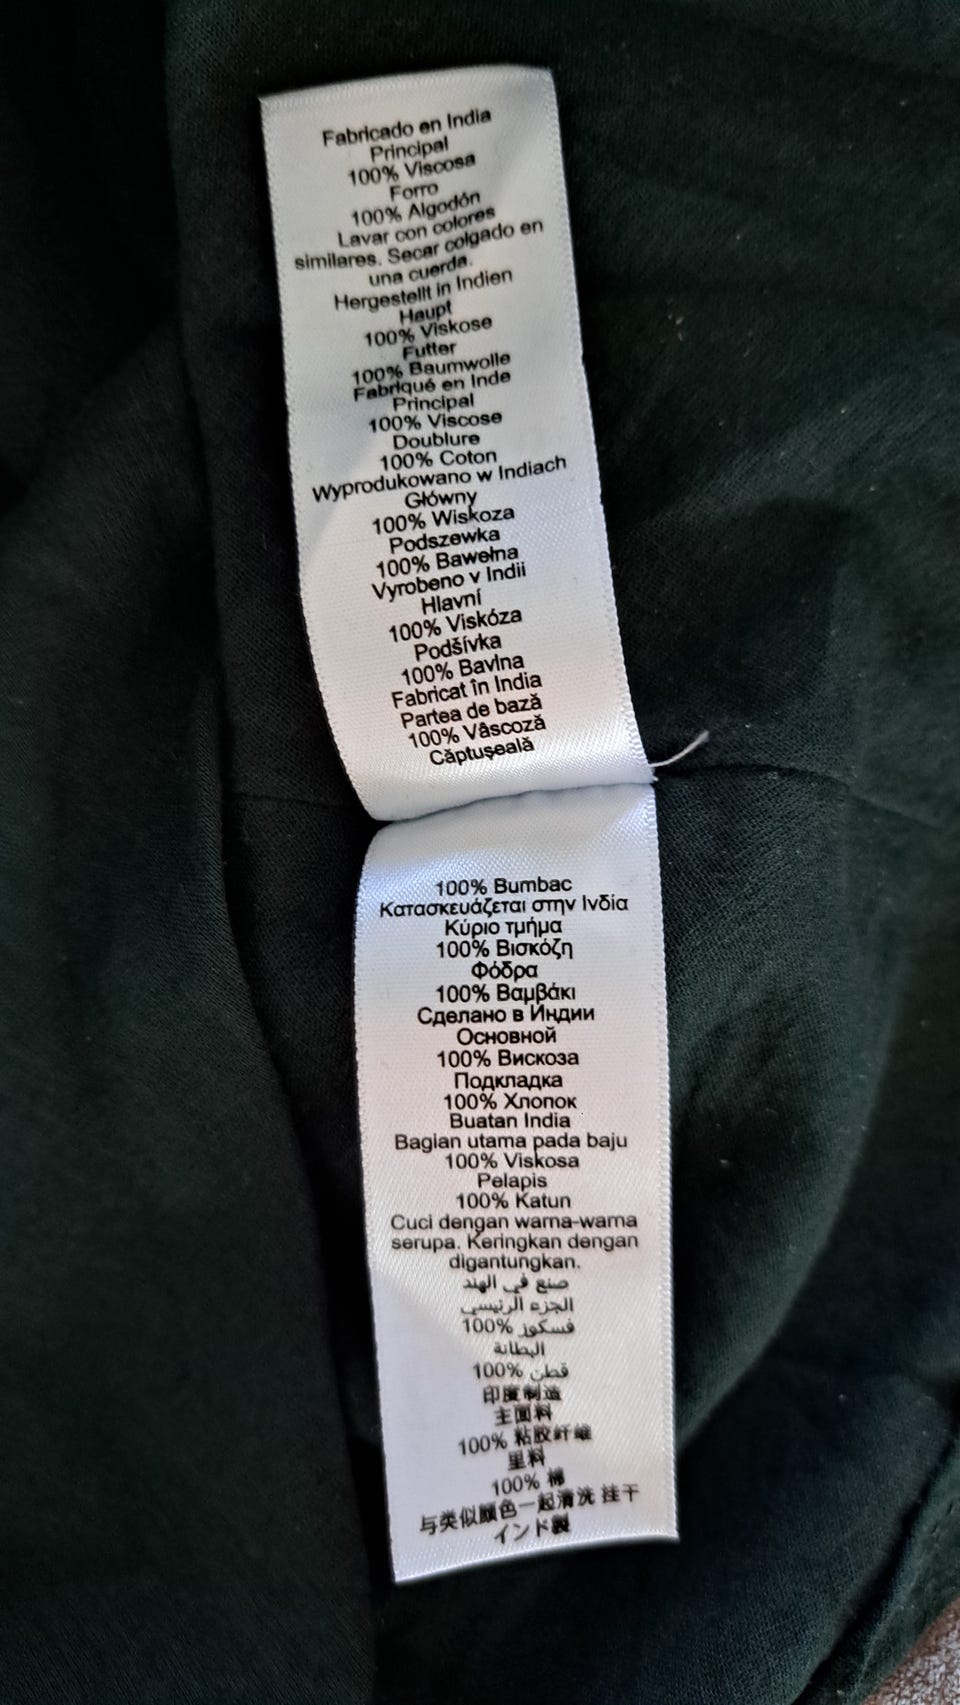 Fabricado en India
Principal
100% Viscosa
Forro
100% Algodón
Lavar con colores
similares. Secar colgado en
una cuerda.
Hergestellt in Indien
Haupt
100% Viskose
Futter
100% Baumwolle
Fabriqué en Inde
Principal
100% Viscose
Doublure
100% Coton
Wyprodukowano w Indiach
Główny
100% Wiskoza
Podszewka
100% Bawełna
Vyrobeno v Indii
Hlavní
100% Viskóza
Podšívka
100% Bavlna
Fabricat în India
Partea de bază
100% Vâscoză
Căptușeală
100% Bumbac
Κατασκευάζεται στην Ινδία
Κύριο τμήμα
100% Βισκόζη
Φόδρα
100% Βαμβάκι
Сделано в Индии
Основной
100% Вискоза
Подкладка
100% Хлопок
Buatan India
Bagian utama pada baju
100% Viskosa
Pelapis
100% Katun
Cuci dengan warna-warna
serupa. Keringkan dengan
digantungkan.
صنع في الهند
الجزء الرئيسي
فسكوز %100
البطانة
قطن %100
印度制造
主面料
100% 粘胶纤维
里料
100% 棉
与类似颜色一起清洗 挂干
インド製